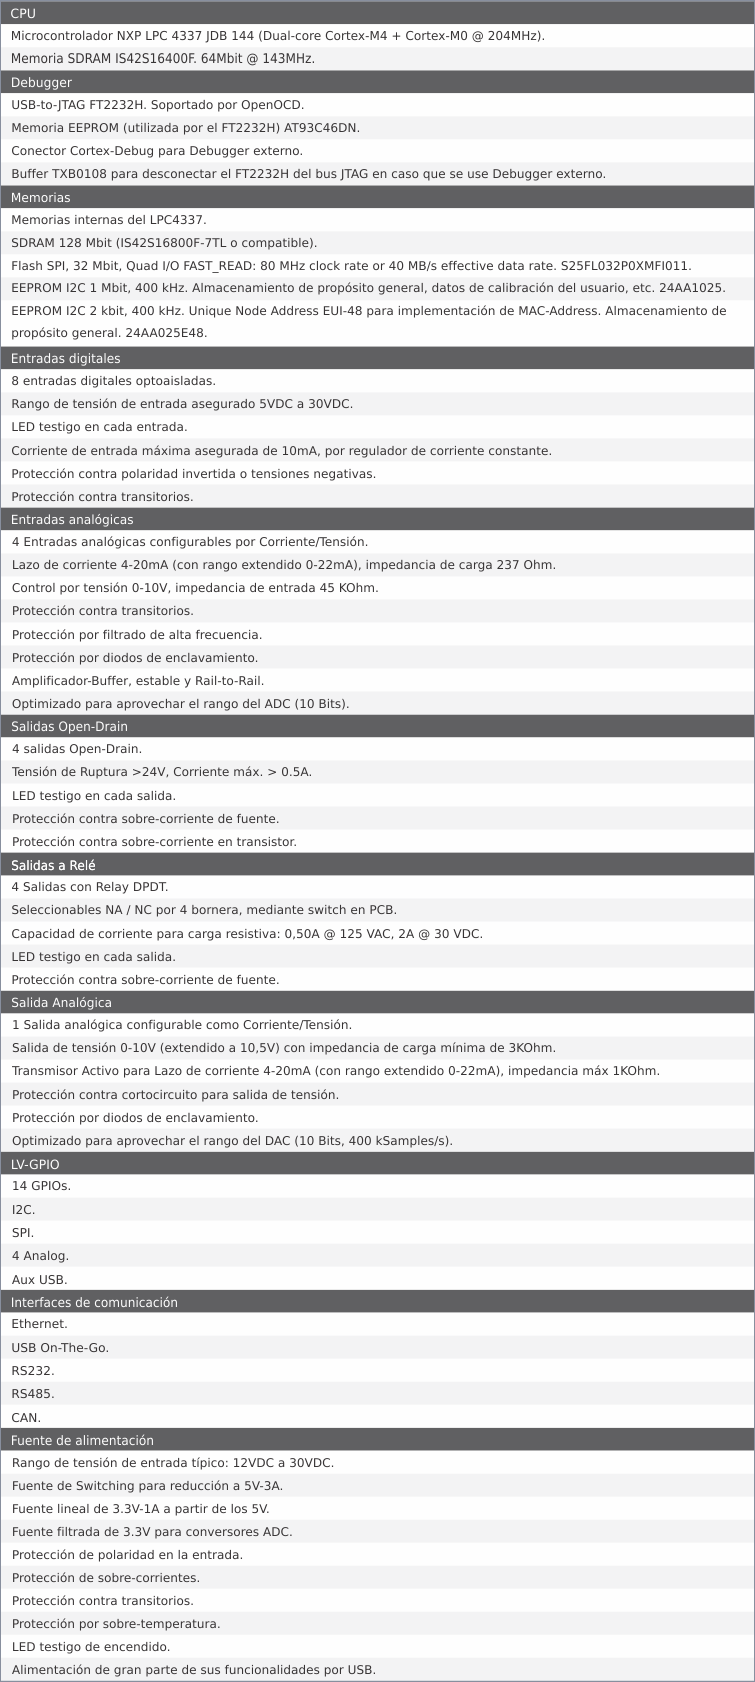 CPU
Microcontrolador NXP LPC 4337 JDB 144 (Dual-core Cortex-M4 + Cortex-M0 @ 204MHz).
Memoria SDRAM IS42S16400F. 64Mbit @ 143MHz.
Debugger
USB-to-JTAG FT2232H. Soportado por OpenOCD.
Memoria EEPROM (utilizada por el FT2232H) AT93C46DN.
Conector Cortex-Debug para Debugger externo.
Buffer TXB0108 para desconectar el FT2232H del bus JTAG en caso que se use Debugger externo.
Memorias
Memorias internas del LPC4337.
SDRAM 128 Mbit (IS42S16800F-7TL o compatible).
Flash SPI, 32 Mbit, Quad I/O FAST_READ: 80 MHz clock rate or 40 MB/s effective data rate. S25FL032P0XMFI011.
EEPROM I2C 1 Mbit, 400 kHz. Almacenamiento de propósito general, datos de calibración del usuario, etc. 24AA1025.
EEPROM I2C 2 kbit, 400 kHz. Unique Node Address EUI-48 para implementación de MAC-Address. Almacenamiento de
propósito general. 24AA025E48.
Entradas digitales
8 entradas digitales optoaisladas.
Rango de tensión de entrada asegurado 5VDC a 30VDC.
LED testigo en cada entrada.
Corriente de entrada máxima asegurada de 10mA, por regulador de corriente constante.
Protección contra polaridad invertida o tensiones negativas.
Protección contra transitorios.
Entradas analógicas
4 Entradas analógicas configurables por Corriente/Tensión.
Lazo de corriente 4-20mA (con rango extendido 0-22mA), impedancia de carga 237 Ohm.
Control por tensión 0-10V, impedancia de entrada 45 KOhm.
Protección contra transitorios.
Protección por filtrado de alta frecuencia.
Protección por diodos de enclavamiento.
Amplificador-Buffer, estable y Rail-to-Rail.
Optimizado para aprovechar el rango del ADC (10 Bits).
Salidas Open-Drain
4 salidas Open-Drain.
Tensión de Ruptura >24V, Corriente máx. > 0.5A.
LED testigo en cada salida.
Protección contra sobre-corriente de fuente.
Protección contra sobre-corriente en transistor.
Salidas a Relé
4 Salidas con Relay DPDT.
Seleccionables NA / NC por 4 bornera, mediante switch en PCB.
Capacidad de corriente para carga resistiva: 0,50A @ 125 VAC, 2A @ 30 VDC.
LED testigo en cada salida.
Protección contra sobre-corriente de fuente.
Salida Analógica
1 Salida analógica configurable como Corriente/Tensión.
Salida de tensión 0-10V (extendido a 10,5V) con impedancia de carga mínima de 3KOhm.
Transmisor Activo para Lazo de corriente 4-20mA (con rango extendido 0-22mA), impedancia máx 1KOhm.
Protección contra cortocircuito para salida de tensión.
Protección por diodos de enclavamiento.
Optimizado para aprovechar el rango del DAC (10 Bits, 400 kSamples/s).
LV-GPIO
14 GPIOs.
I2C.
SPI.
4 Analog.
Aux USB.
Interfaces de comunicación
Ethernet.
USB On-The-Go.
RS232.
RS485.
CAN.
Fuente de alimentación
Rango de tensión de entrada típico: 12VDC a 30VDC.
Fuente de Switching para reducción a 5V-3A.
Fuente lineal de 3.3V-1A a partir de los 5V.
Fuente filtrada de 3.3V para conversores ADC.
Protección de polaridad en la entrada.
Protección de sobre-corrientes.
Protección contra transitorios.
Protección por sobre-temperatura.
LED testigo de encendido.
Alimentación de gran parte de sus funcionalidades por USB.